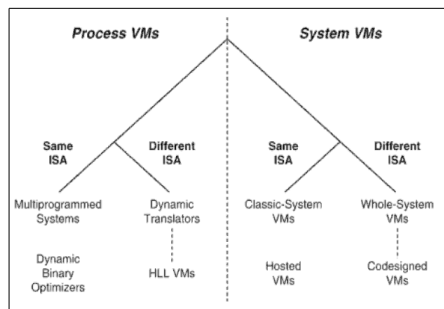 Process VMs
System VMs
Same
ISA
Different
ISA
Same
ISA
Different
ISA
Multiprogrammed
Systems
Dynamic
Translators
Classic-System
VMs
Whole-System
VMs
Dynamic
Binary
Optimizers
HLL VMs
Hosted
VMs
Codesigned
VMs